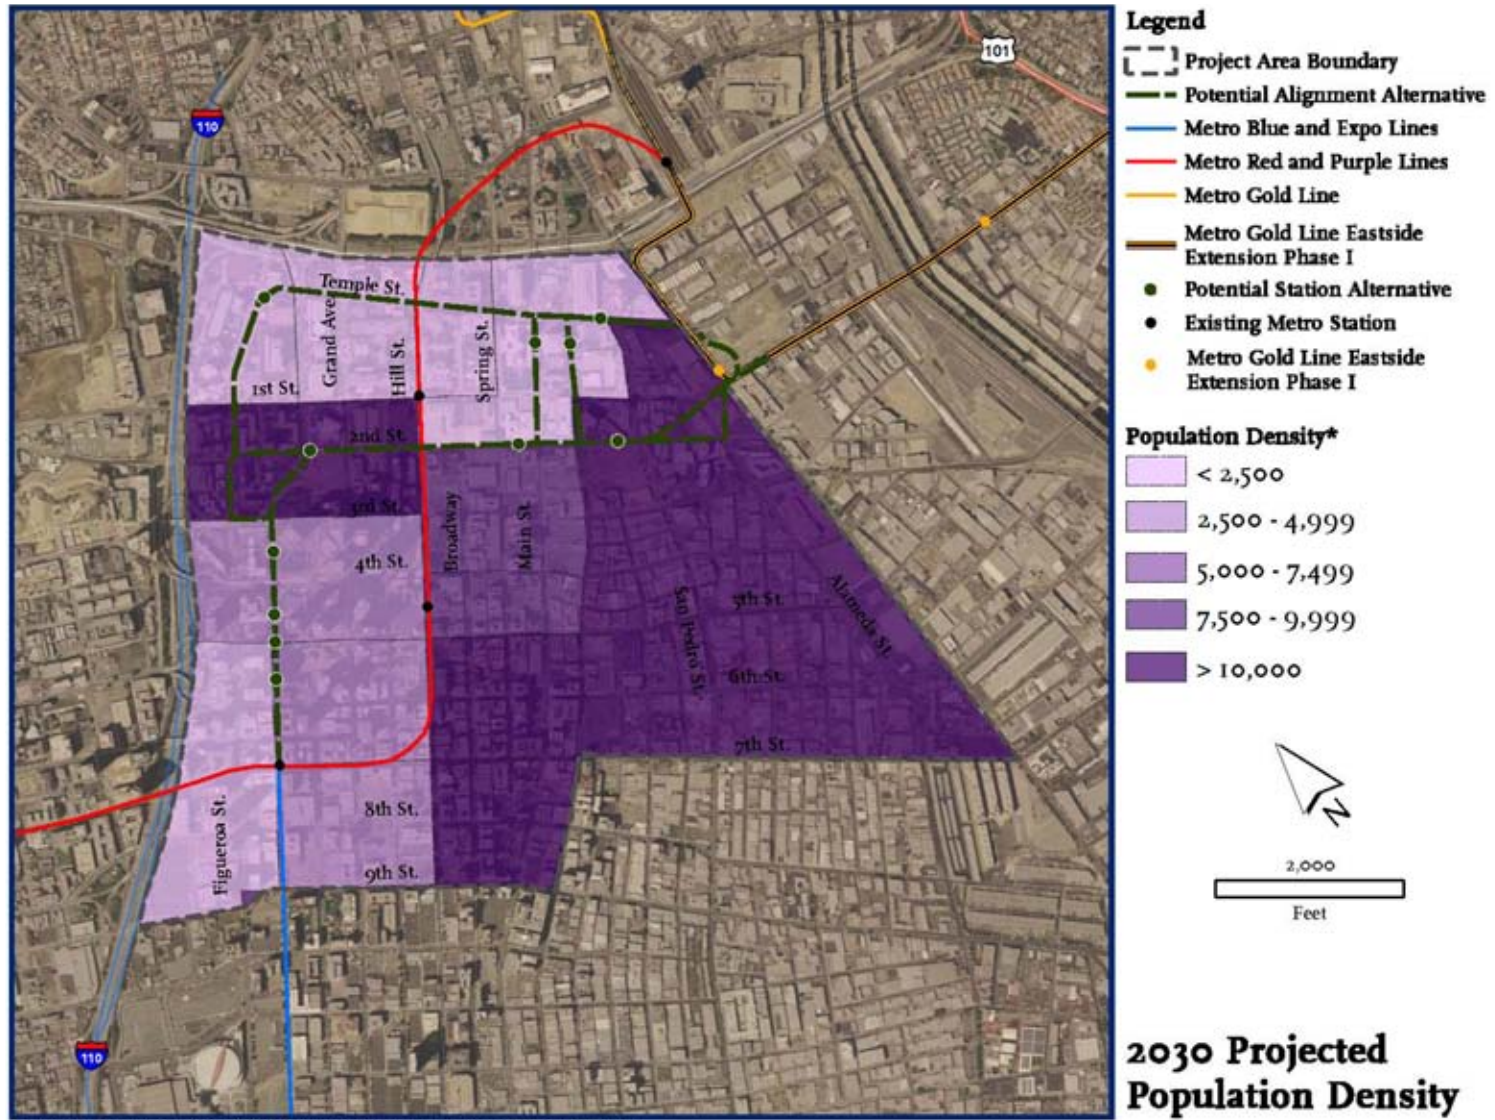 Legend
Project Area Boundary
Potential Alignment Alternative
Metro Blue and Expo Lines
Metro Red and Purple Lines
Metro Gold Line
Metro Gold Line Eastside
Extension Phase I
Potential Station Alternative
Existing Metro Station
Metro Gold Line Eastside
Extension Phase I
Population Density*
< 2,500
2,500 - 4,999
5,000 - 7,499
7,500 - 9,999
> 10,000
N
2,000
Feet
2030 Projected
Population Density
101
110
Temple St.
Grand Ave
Hill St.
Spring St.
1st St.
2nd St.
3rd St.
Broadway
Main St.
4th St.
San Pedro St.
5th St.
Alameda St.
6th St.
7th St.
Figueroa St.
8th St.
9th St.
110